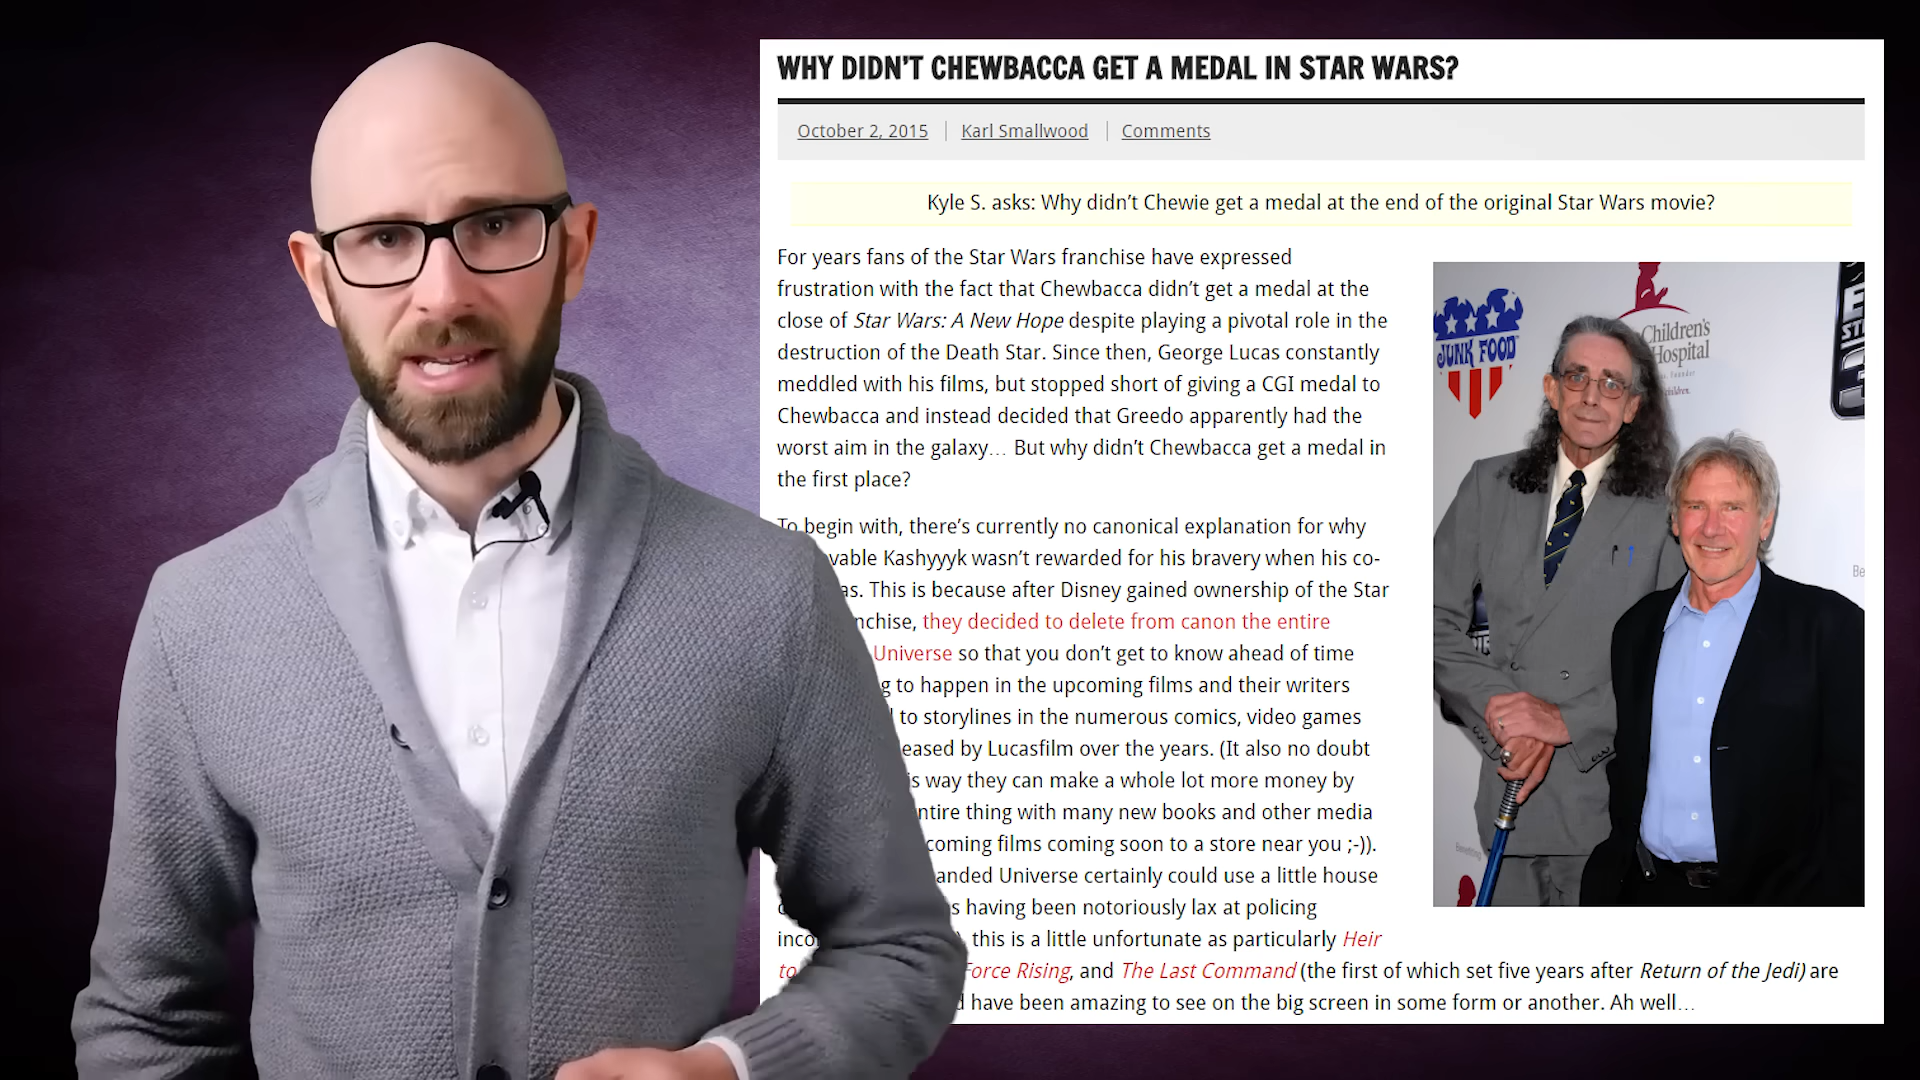 WHY DIDN'T CHEWBACCA GET A MEDAL IN STAR WARS?
October 2, 2015 | Karl Smallwood | Comments
Kyle S. asks: Why didn't Chewie get a medal at the end of the original Star Wars movie?
For years fans of the Star Wars franchise have expressed
frustration with the fact that Chewbacca didn't get a medal at the
close of Star Wars: A New Hope despite playing a pivotal role in the
destruction of the Death Star. Since then, George Lucas constantly
meddled with his films, but stopped short of giving a CGI medal to
Chewbacca and instead decided that Greedo apparently had the
worst aim in the galaxy… But why didn't Chewbacca get a medal in
the first place?
To begin with, there's currently no canonical explanation for why
Kashyyyk wasn't rewarded for his bravery when his co-
This is because after Disney gained ownership of the Star
they decided to delete from canon the entire
Universe so that you don't get to know ahead of time
to happen in the upcoming films and their writers
to storylines in the numerous comics, video games
by Lucasfilm over the years. (It also no doubt
way they can make a whole lot more money by
thing with many new books and other media
films coming soon to a store near you ;-)).
Universe certainly could use a little house
having been notoriously lax at policing
this is a little unfortunate as particularly Heir
to Force Rising, and The Last Command (the first of which set five years after Return of the Jedi) are
have been amazing to see on the big screen in some form or another. Ah well…
JUNK FOOD
Children's
Hospital